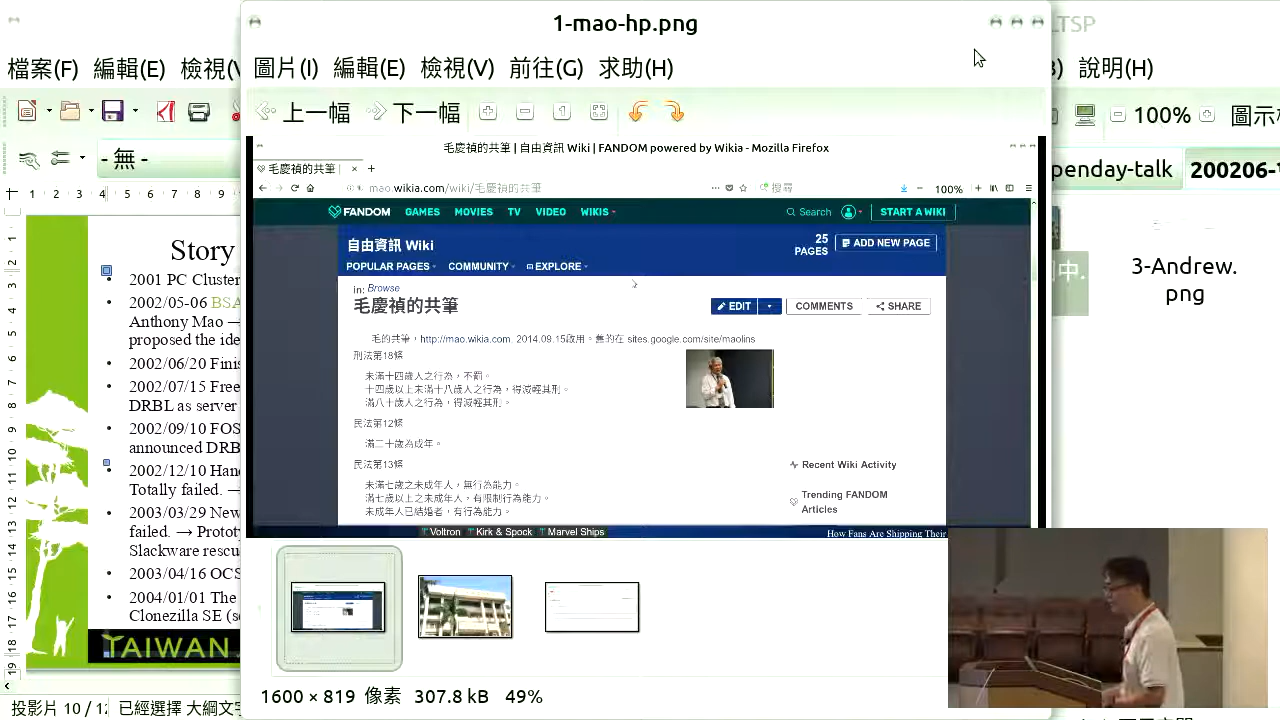 1-mao-hp.png
LTSP
檔案(F) 編輯(E) 檢視(V
圖片(I) 編輯(E) 檢視(V) 前往(G) 求助(H)
說明(H)
上一幅 下一幅
100%
圖示檢
- 無 -
penday-talk
200206-
毛慶禎的共筆 | 自由資訊 Wiki | FANDOM powered by Wikia - Mozilla Firefox
毛慶禎的共筆 |
mao.wikia.com/wiki/毛慶禎的共筆
搜尋
100%
FANDOM GAMES MOVIES TV VIDEO WIKIS
Search
START A WIKI
自由資訊 Wiki
25 PAGES
ADD NEW PAGE
POPULAR PAGES COMMUNITY EXPLORE
in: Browse
毛慶禎的共筆
EDIT COMMENTS SHARE
毛的共筆，http://mao.wikia.com, 2014.09.15啟用。舊的在 sites.google.com/site/maolins
刑法第18條
未滿十四歲人之行為，不罰。
十四歲以上未滿十八歲人之行為，得減輕其刑。
滿八十歲人之行為，得減輕其刑。
民法第12條
滿二十歲為成年。
民法第13條
未滿七歲之未成年人，無行為能力。
滿七歲以上之未成年人，有限制行為能力。
未成年人已結婚者，有行為能力。
Recent Wiki Activity
Trending FANDOM
Articles
Voltron Kirk & Spock Marvel Ships
How Fans Are Shipping Their
1600 × 819 像素 307.8 kB 49%
Story
2001 PC Cluster
2002/05-06 BSA
Anthony Mao →
proposed the ide
2002/06/20 Finis
2002/07/15 Free
DRBL as server
2002/09/10 FOS
announced DRB
2002/12/10 Hand
Totally failed. →
2003/03/29 New
failed. → Prototy
Slackware rescu
2003/04/16 OCS
2004/01/01 The
Clonezilla SE (se
TAIWAN
投影片 10 / 12
已經選擇 大綱文字
中.
3-Andrew.
png